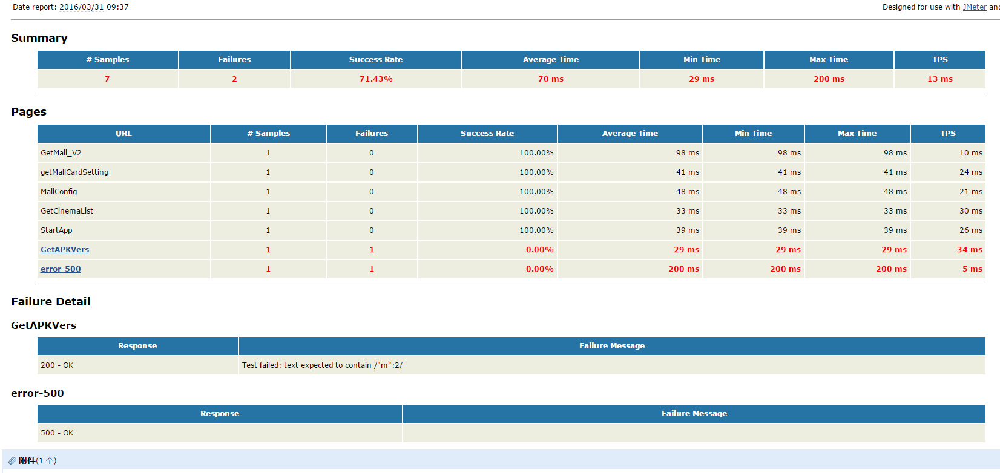 Date report: 2016/03/31 09:37 Designed for use with JMeter and
Summary
# Samples Failures Success Rate Average Time Min Time Max Time TPS
7 2 71.43% 70 ms 29 ms 200 ms 13 ms
Pages
URL # Samples Failures Success Rate Average Time Min Time Max Time TPS
GetMall_V2 1 0 100.00% 98 ms 98 ms 98 ms 10 ms
getMallCardSetting 1 0 100.00% 41 ms 41 ms 41 ms 24 ms
MallConfig 1 0 100.00% 48 ms 48 ms 48 ms 21 ms
GetCinemaList 1 0 100.00% 33 ms 33 ms 33 ms 30 ms
StartApp 1 0 100.00% 39 ms 39 ms 39 ms 26 ms
GetAPKVers 1 1 0.00% 29 ms 29 ms 29 ms 34 ms
error-500 1 1 0.00% 200 ms 200 ms 200 ms 5 ms
Failure Detail
GetAPKVers
Response Failure Message
200 - OK Test failed: text expected to contain /"m":2/
error-500
Response Failure Message
500 - OK
附件(1 个)